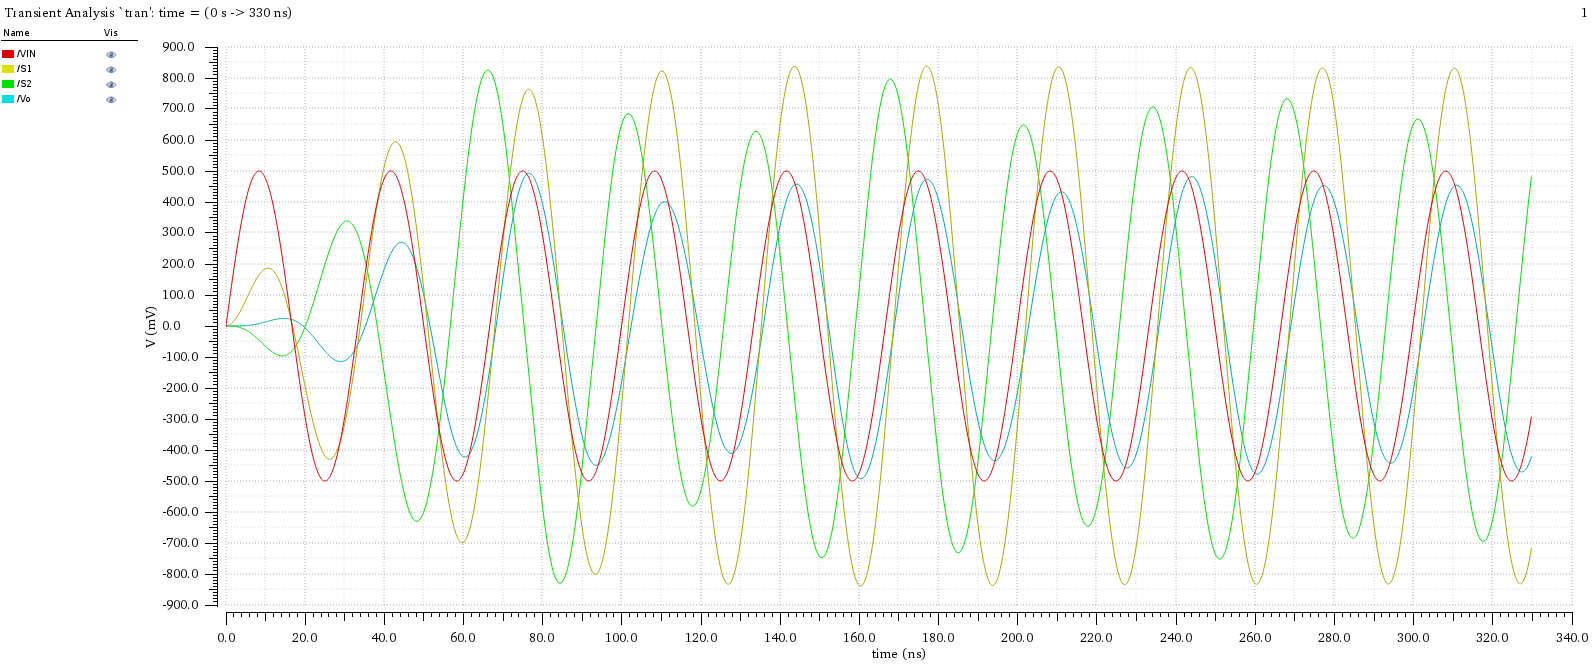 Transient Analysis `tran': time = (0 s -> 330 ns)
1
Name Vis
/VIN
/S1
/S2
/Vo
V (mV)
900.0
800.0
700.0
600.0
500.0
400.0
300.0
200.0
100.0
0.0
-100.0
-200.0
-300.0
-400.0
-500.0
-600.0
-700.0
-800.0
-900.0
0.0 20.0 40.0 60.0 80.0 100.0 120.0 140.0 160.0 180.0 200.0 220.0 240.0 260.0 280.0 300.0 320.0 340.0
time (ns)